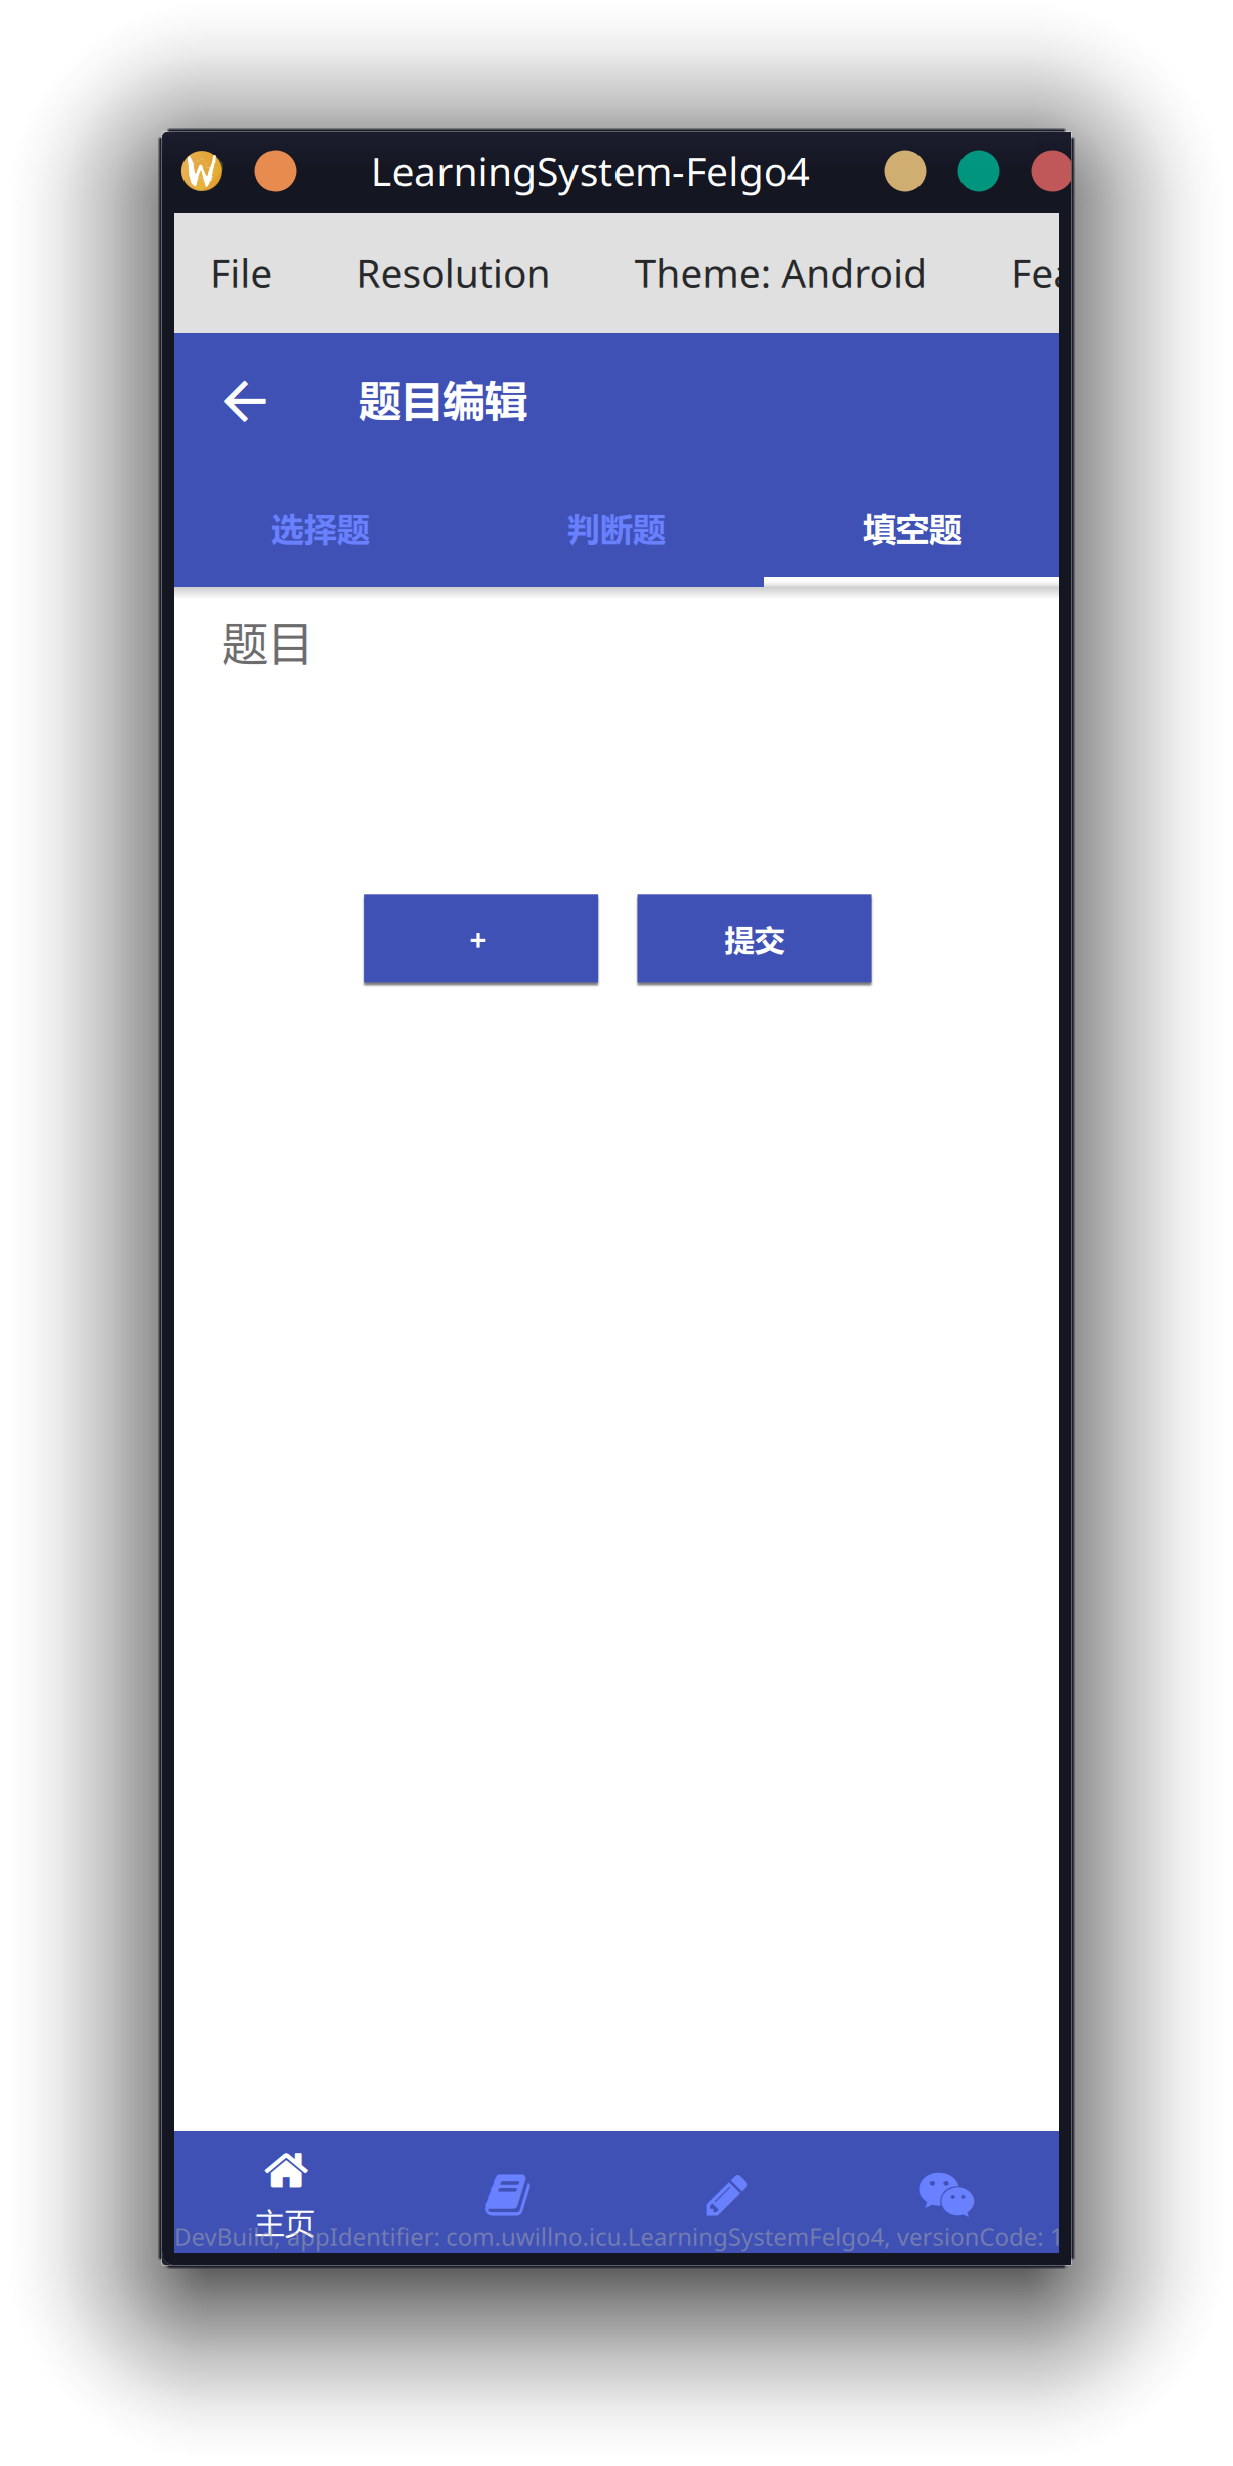 LearningSystem-Felgo4
File Resolution Theme: Android Fea
题目编辑
选择题 判断题 填空题
题目
+ 提交
主页
DevBuild, appIdentifier: com.uwillno.icu.LearningSystemFelgo4, versionCode: 1